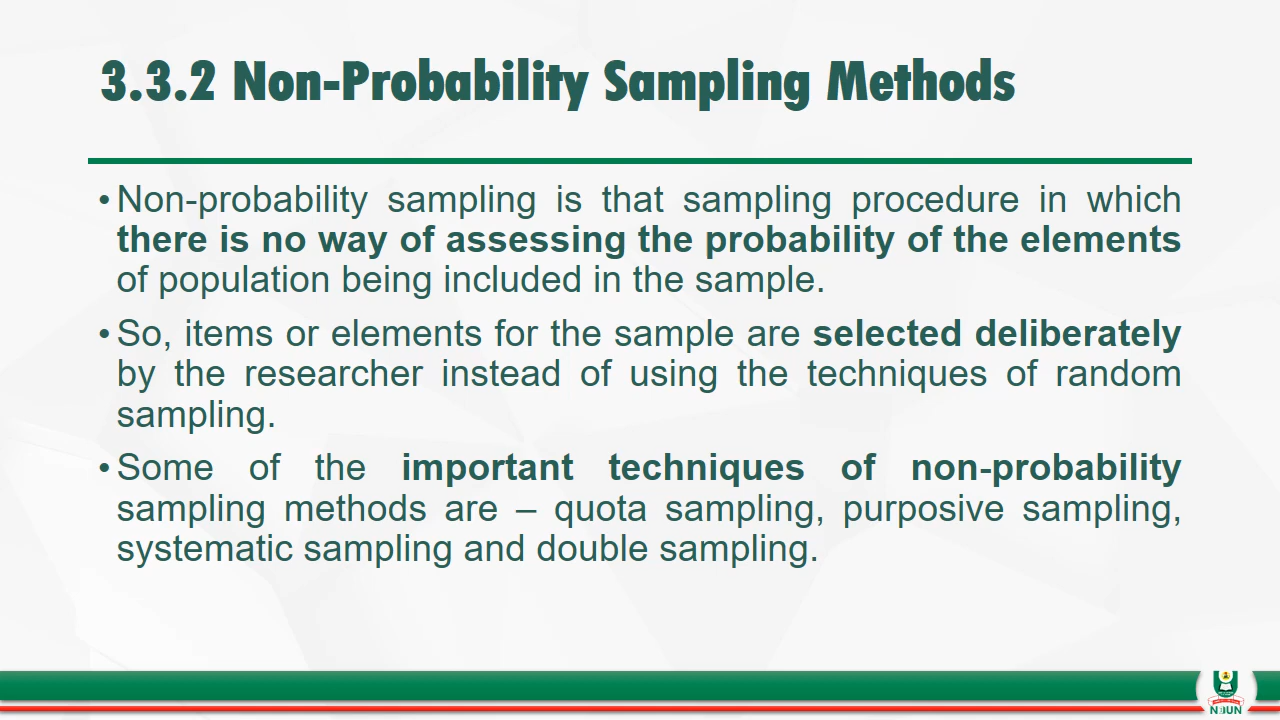 3.3.2 Non-Probability Sampling Methods
• Non-probability sampling is that sampling procedure in which
there is no way of assessing the probability of the elements
of population being included in the sample.
• So, items or elements for the sample are selected deliberately
by the researcher instead of using the techniques of random
sampling.
• Some of the important techniques of non-probability
sampling methods are – quota sampling, purposive sampling,
systematic sampling and double sampling.